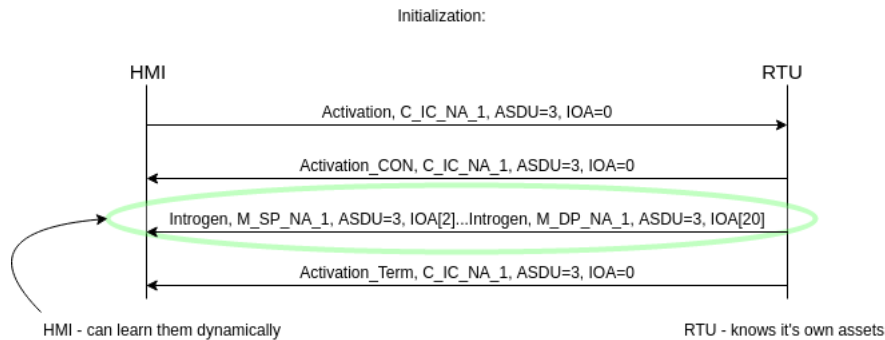 Initialization:
HMI
RTU
Activation, C_IC_NA_1, ASDU=3, IOA=0
Activation_CON, C_IC_NA_1, ASDU=3, IOA=0
Introgen, M_SP_NA_1, ASDU=3, IOA[2]...Introgen, M_DP_NA_1, ASDU=3, IOA[20]
Activation_Term, C_IC_NA_1, ASDU=3, IOA=0
HMI - can learn them dynamically
RTU - knows it's own assets